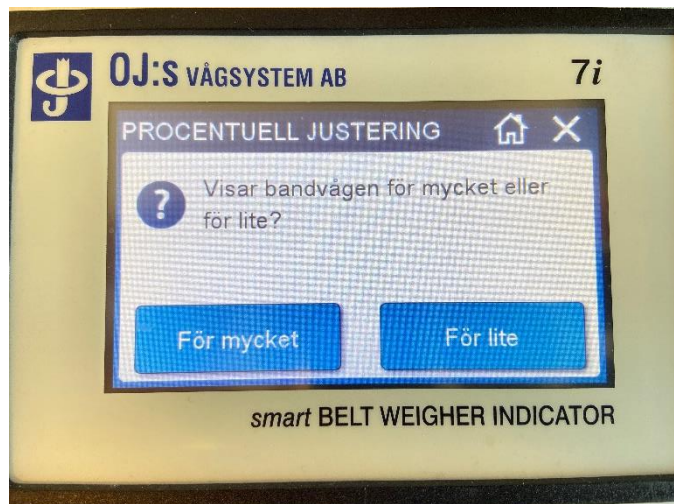 OJ:S VÅGSYSTEM AB
7i
PROCENTUELL JUSTERING
? Visar bandvågen för mycket eller
för lite?
För mycket
För lite
smart BELT WEIGHER INDICATOR